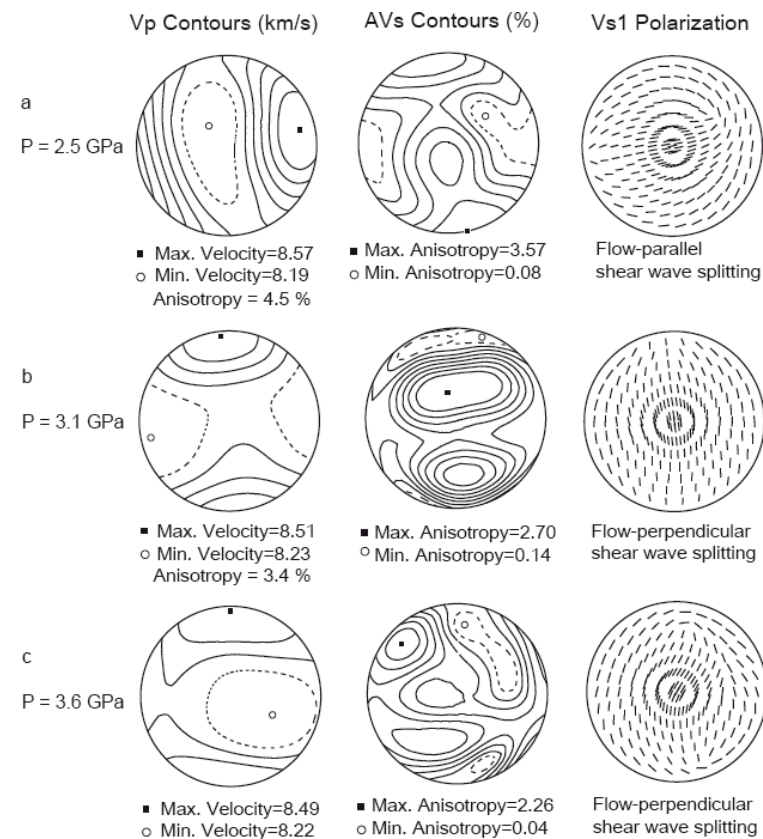 Vp Contours (km/s) AVs Contours (%) Vs1 Polarization
a
P = 2.5 GPa
Max. Velocity=8.57
Min. Velocity=8.19
Anisotropy = 4.5 %
Max. Anisotropy=3.57
Min. Anisotropy=0.08
Flow-parallel
shear wave splitting
b
P = 3.1 GPa
Max. Velocity=8.51
Min. Velocity=8.23
Anisotropy = 3.4 %
Max. Anisotropy=2.70
Min. Anisotropy=0.14
Flow-perpendicular
shear wave splitting
c
P = 3.6 GPa
Max. Velocity=8.49
Min. Velocity=8.22
Max. Anisotropy=2.26
Min. Anisotropy=0.04
Flow-perpendicular
shear wave splitting